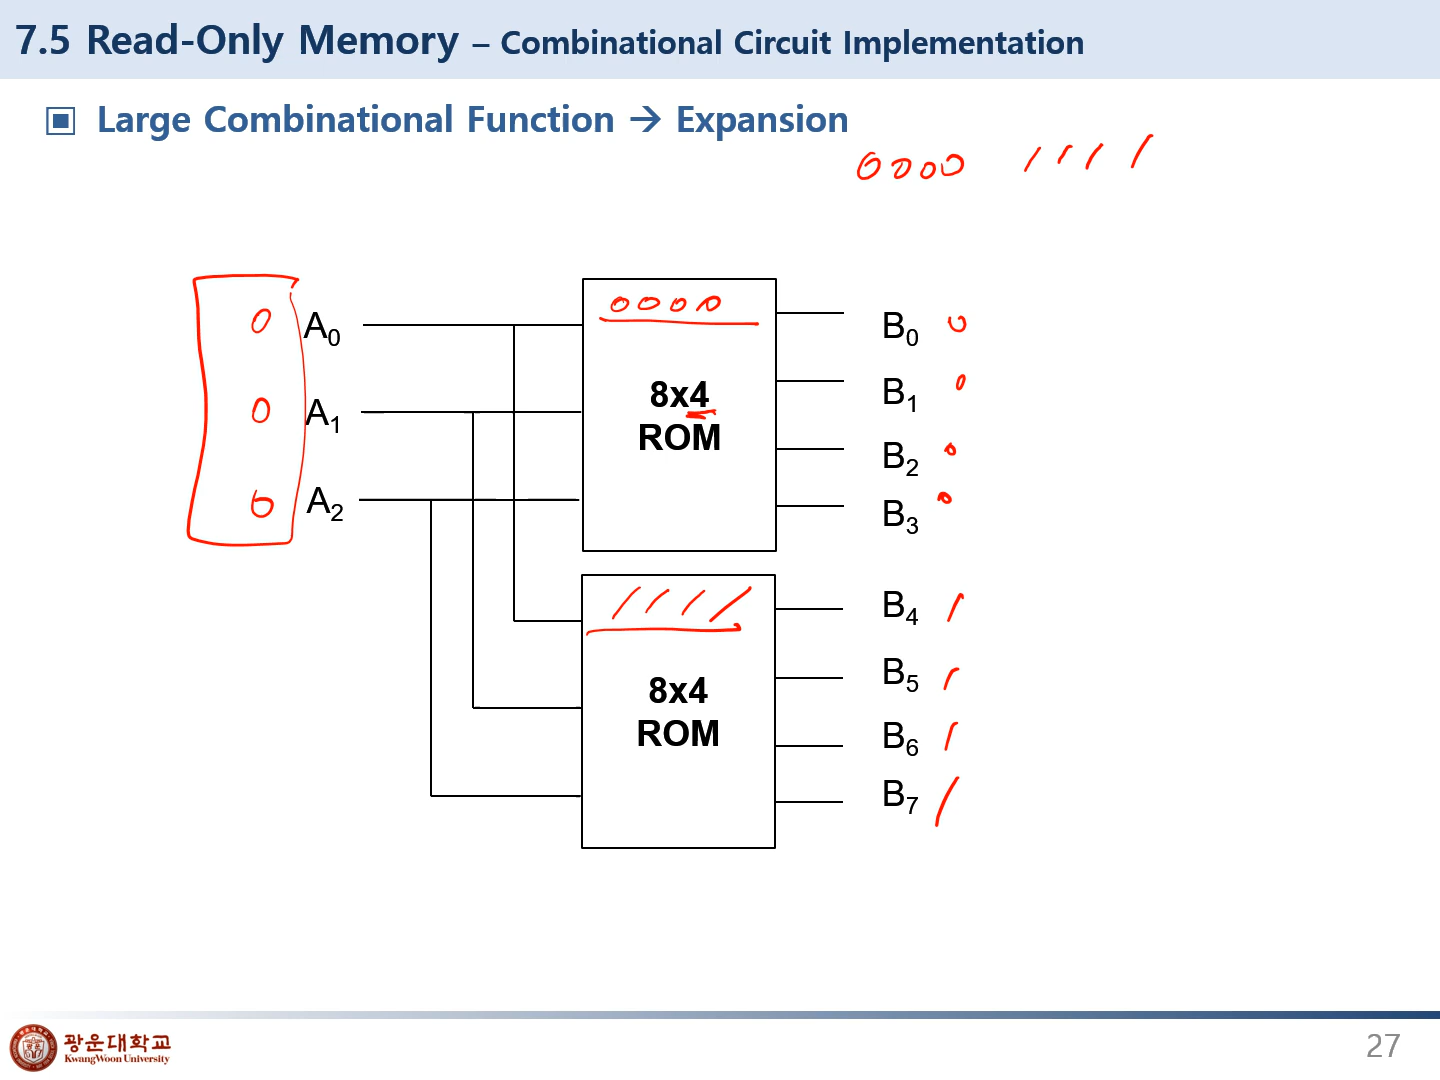 7.5 Read-Only Memory – Combinational Circuit Implementation
▣ Large Combinational Function → Expansion
0000 1111
0 A0
0 A1
0 A2
0000
8x4
ROM
B0 0
B1 0
B2 0
B3 0
1111
8x4
ROM
B4 1
B5 1
B6 1
B7 1
광운대학교
KwangWoon University
27